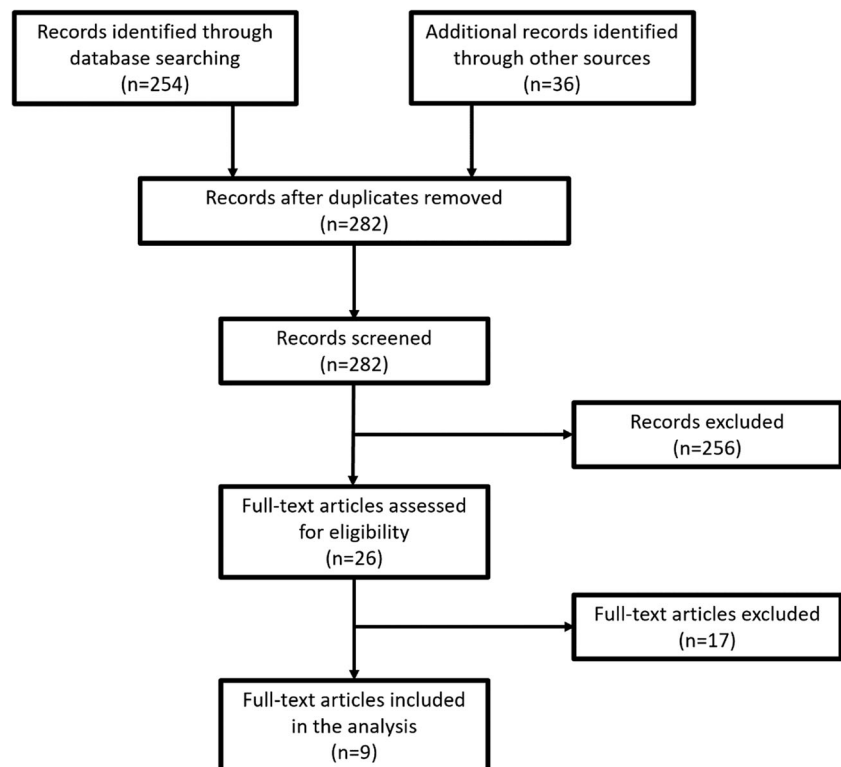 Records identified through
database searching
(n=254)
Additional records identified
through other sources
(n=36)
Records after duplicates removed
(n=282)
Records screened
(n=282)
Records excluded
(n=256)
Full-text articles assessed
for eligibility
(n=26)
Full-text articles excluded
(n=17)
Full-text articles included
in the analysis
(n=9)